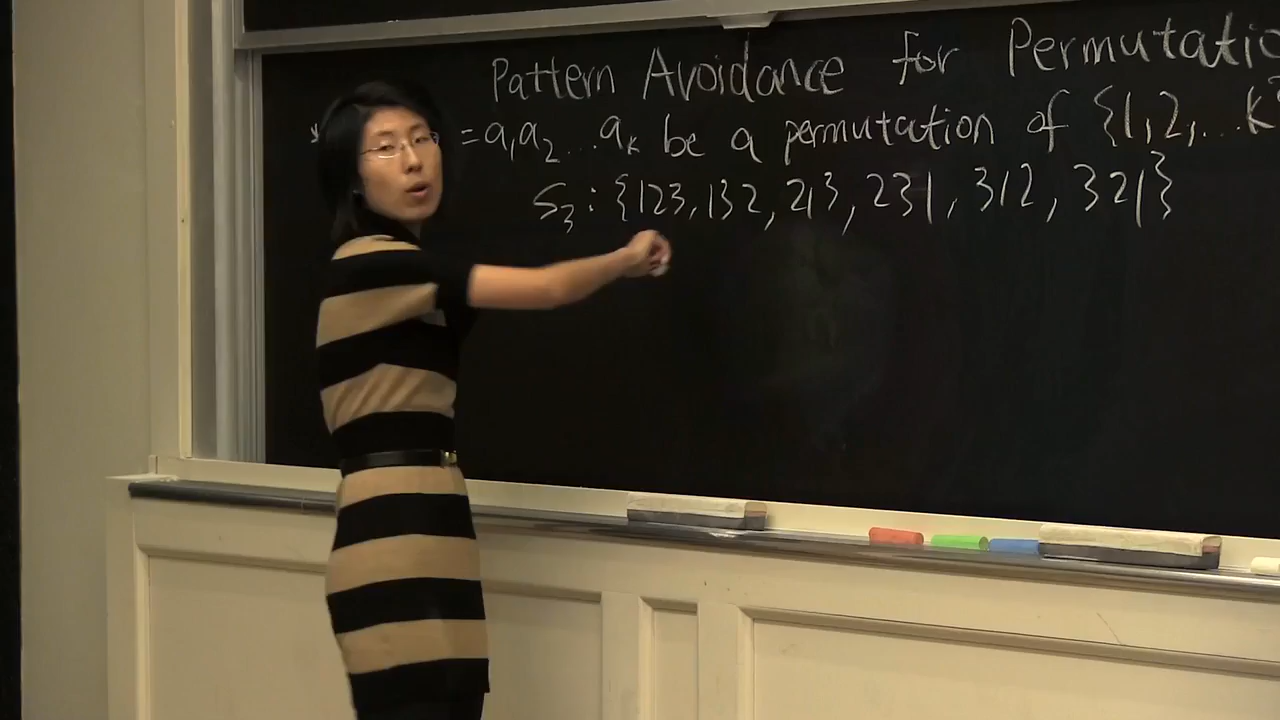 Pattern Avoidance for Permutatio
= a₁a₂...aₖ be a permutation of {1,2,...k
S₃: {123, 132, 213, 231, 312, 321}